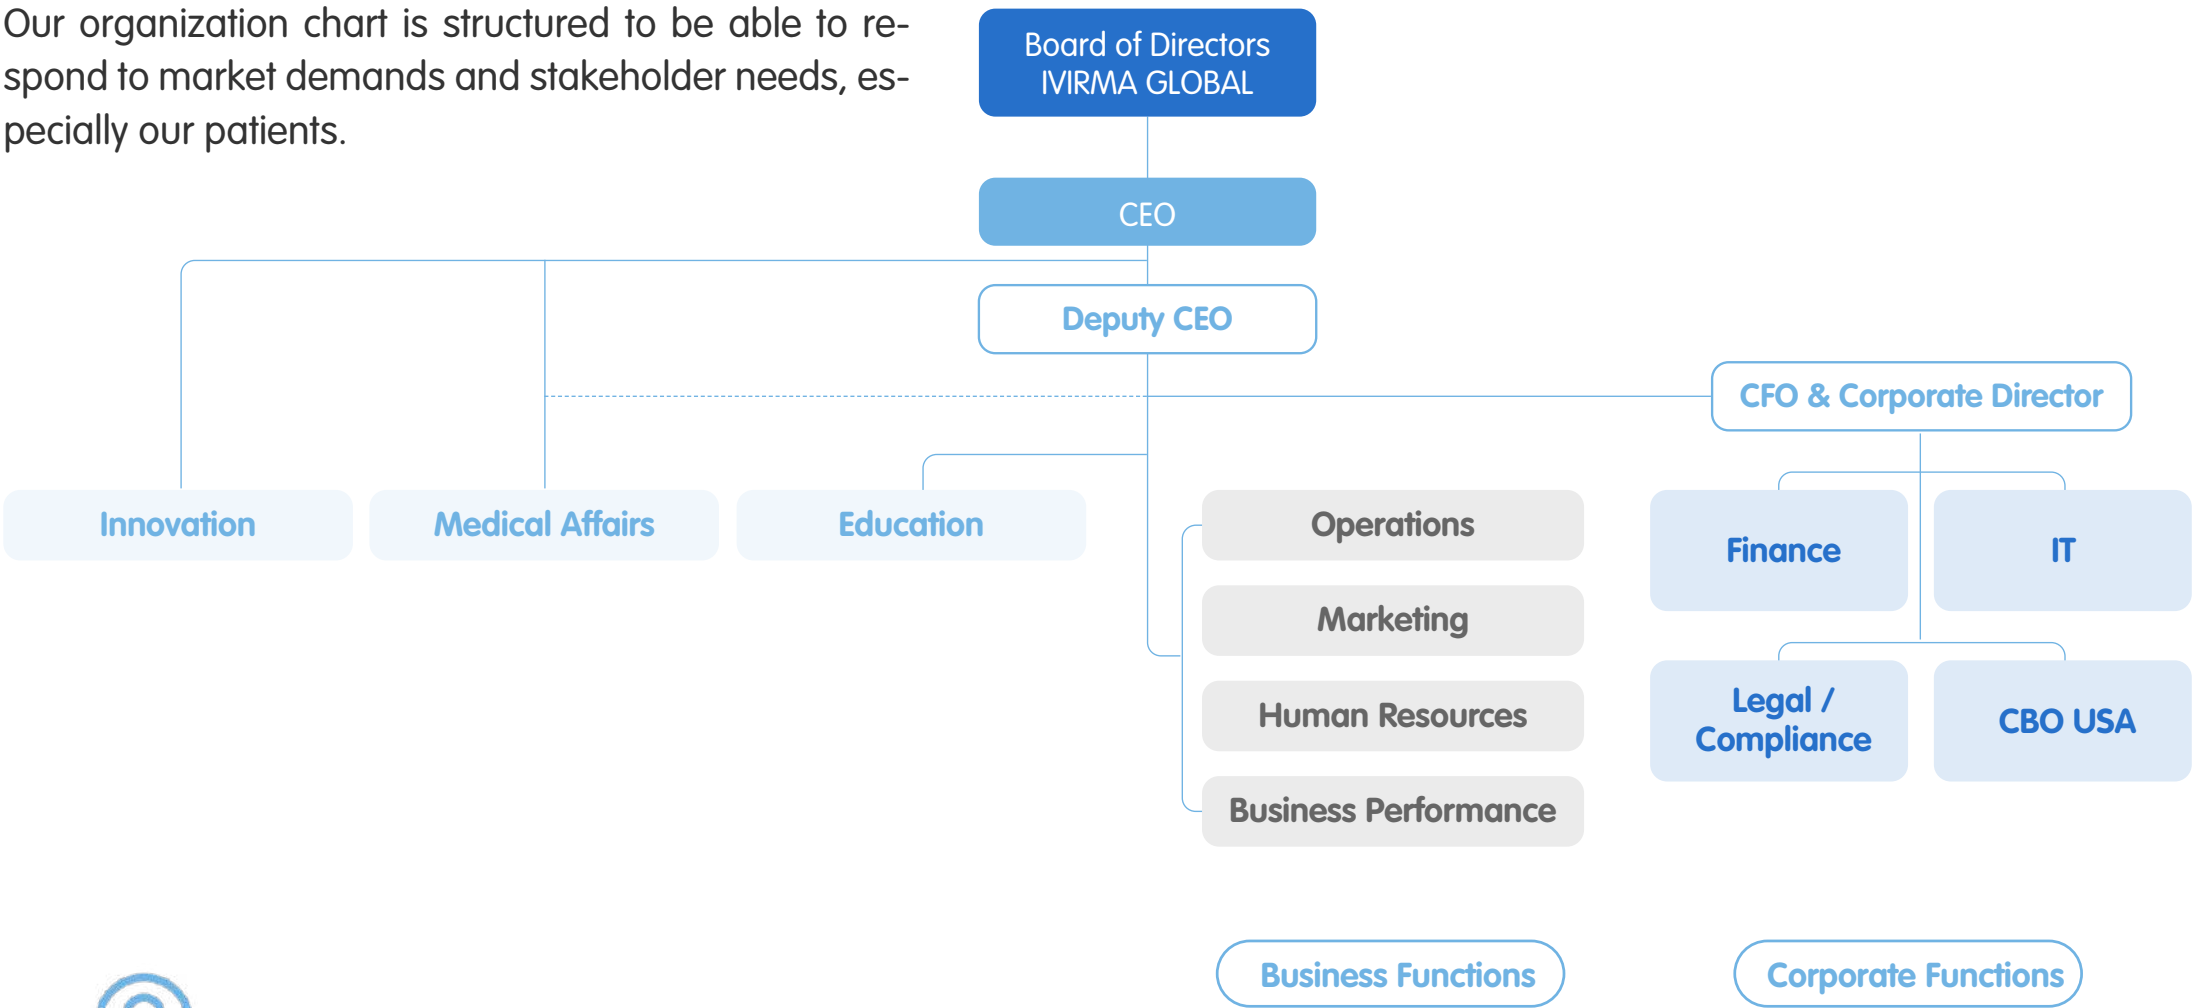 Our organization chart is structured to be able to re-
spond to market demands and stakeholder needs, es-
pecially our patients.
Board of Directors
IVIRMA GLOBAL
CEO
Deputy CEO
CFO & Corporate Director
Innovation
Medical Affairs
Education
Operations
Marketing
Human Resources
Business Performance
Finance
IT
Legal /
Compliance
CBO USA
Business Functions
Corporate Functions